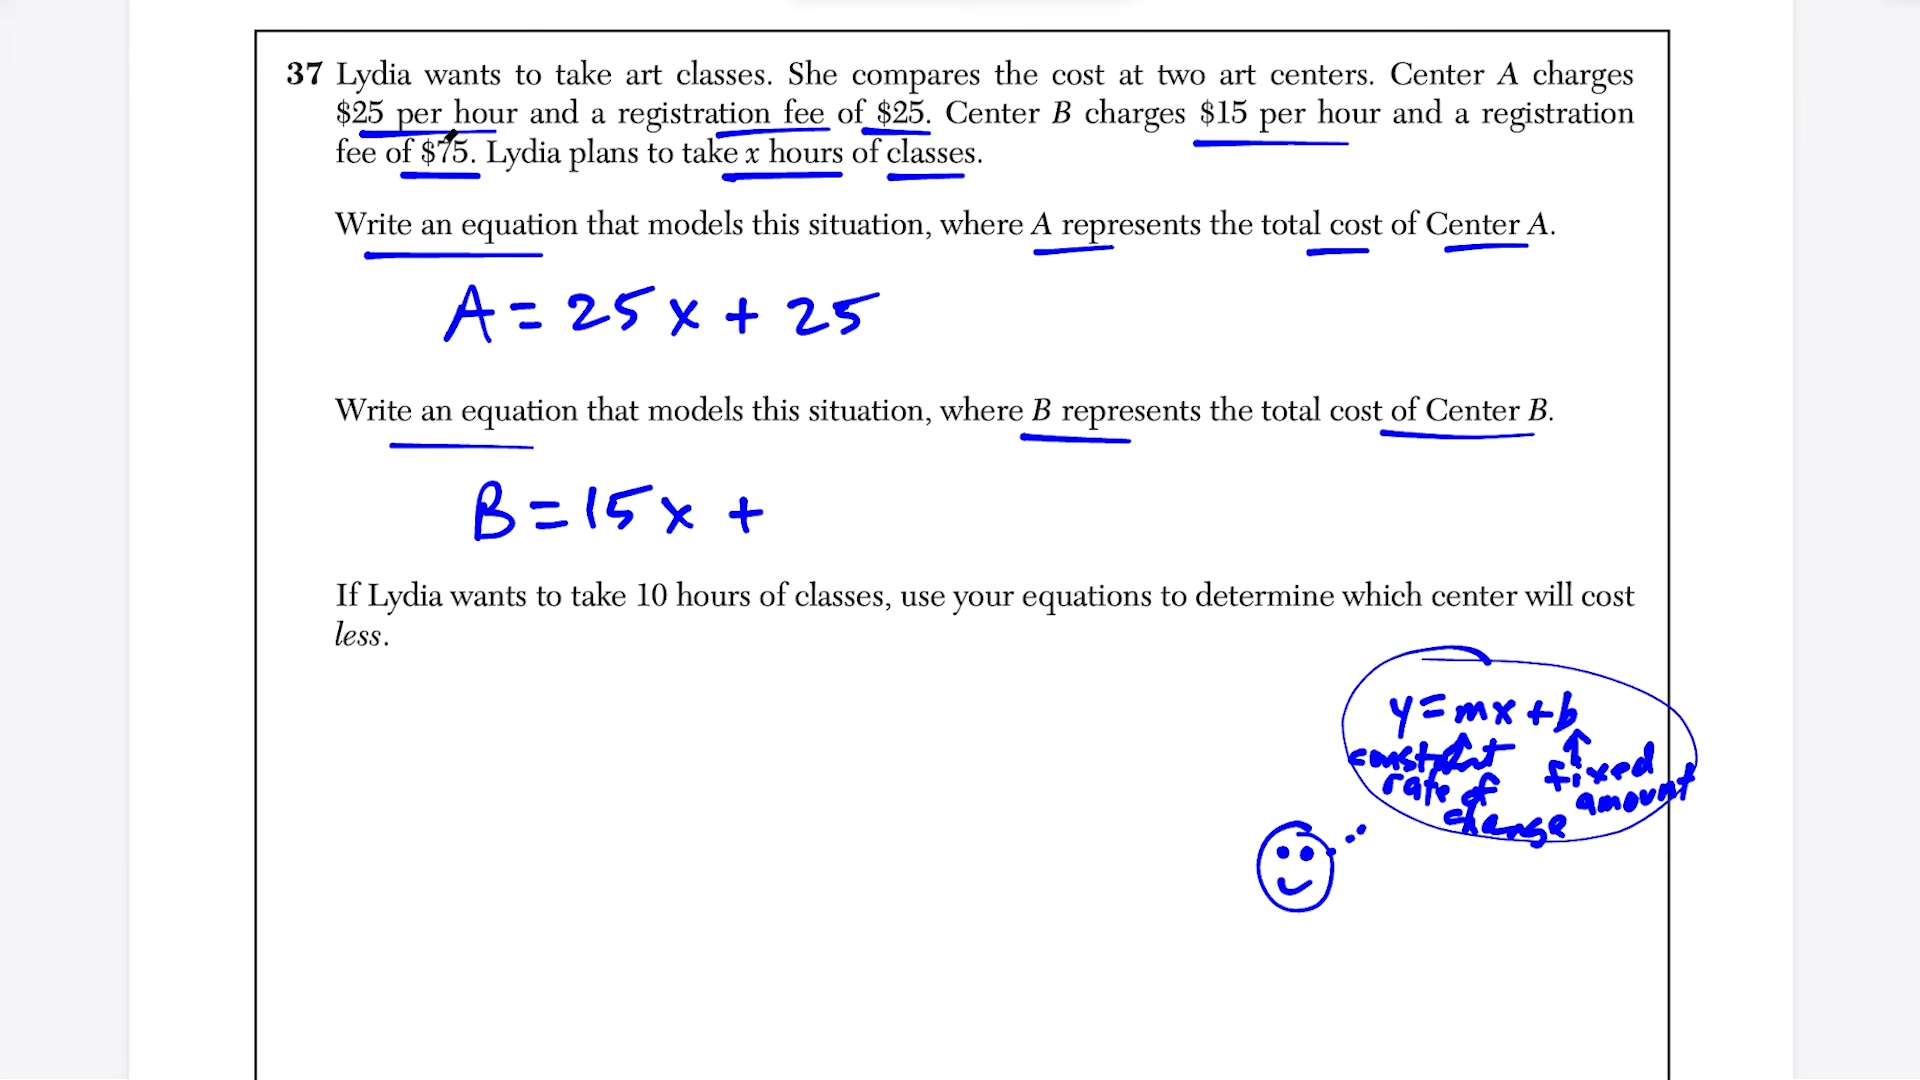 37 Lydia wants to take art classes. She compares the cost at two art centers. Center A charges
$25 per hour and a registration fee of $25. Center B charges $15 per hour and a registration
fee of $75. Lydia plans to take x hours of classes.
Write an equation that models this situation, where A represents the total cost of Center A.
A = 25x + 25
Write an equation that models this situation, where B represents the total cost of Center B.
B = 15x +
If Lydia wants to take 10 hours of classes, use your equations to determine which center will cost
less.
y = mx + b
constant
rate of
change
fixed
amount